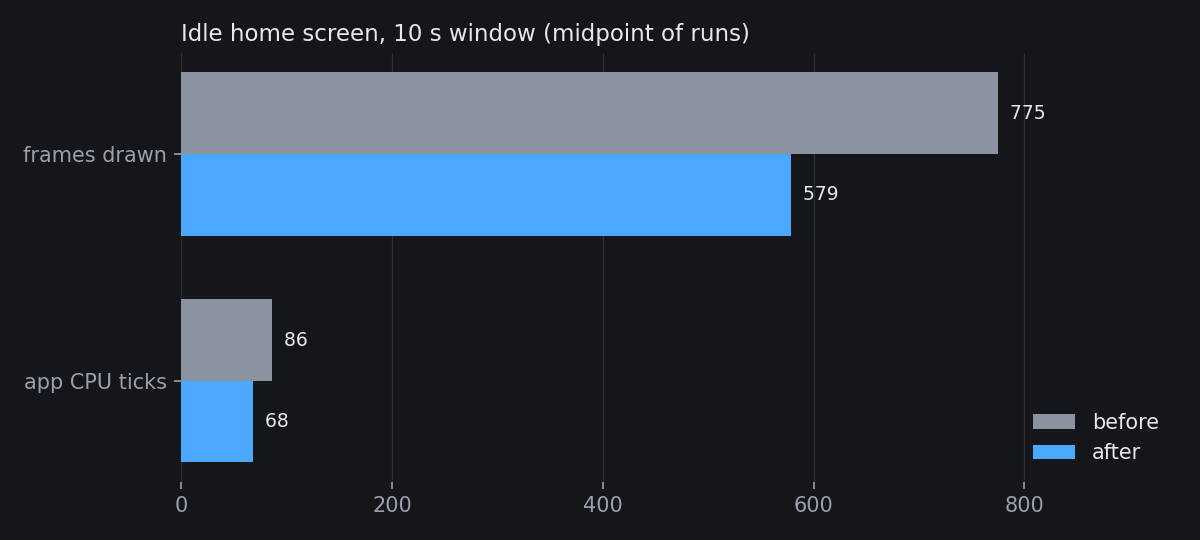 Idle home screen, 10 s window (midpoint of runs)
frames drawn
775
579
app CPU ticks
86
68
before
after
0 200 400 600 800